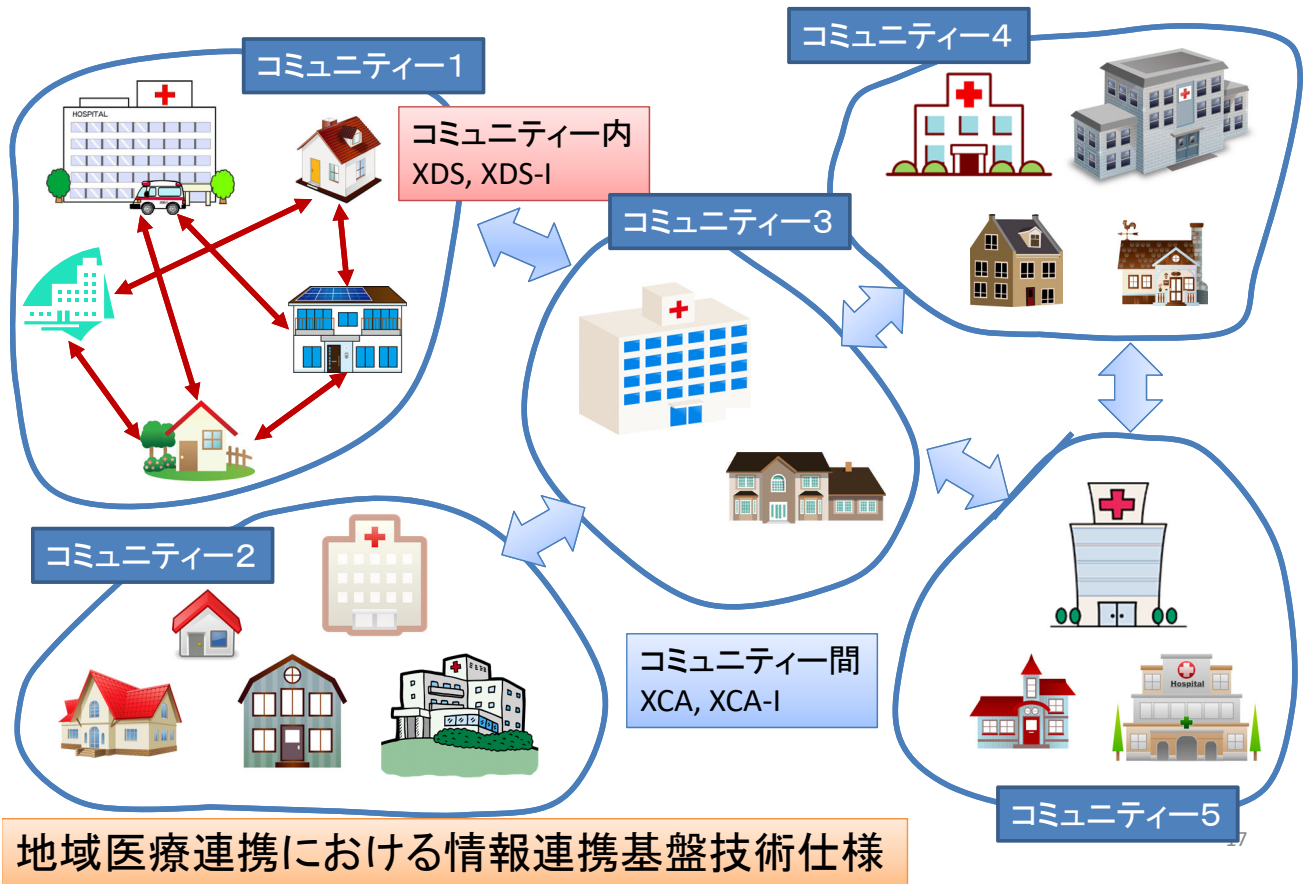 コミュニティー1
HOSPITAL
コミュニティー内
XDS, XDS-I
コミュニティー4
コミュニティー3
コミュニティー2
コミュニティー間
XCA, XCA-I
Hospital
コミュニティー5
17
地域医療連携における情報連携基盤技術仕様